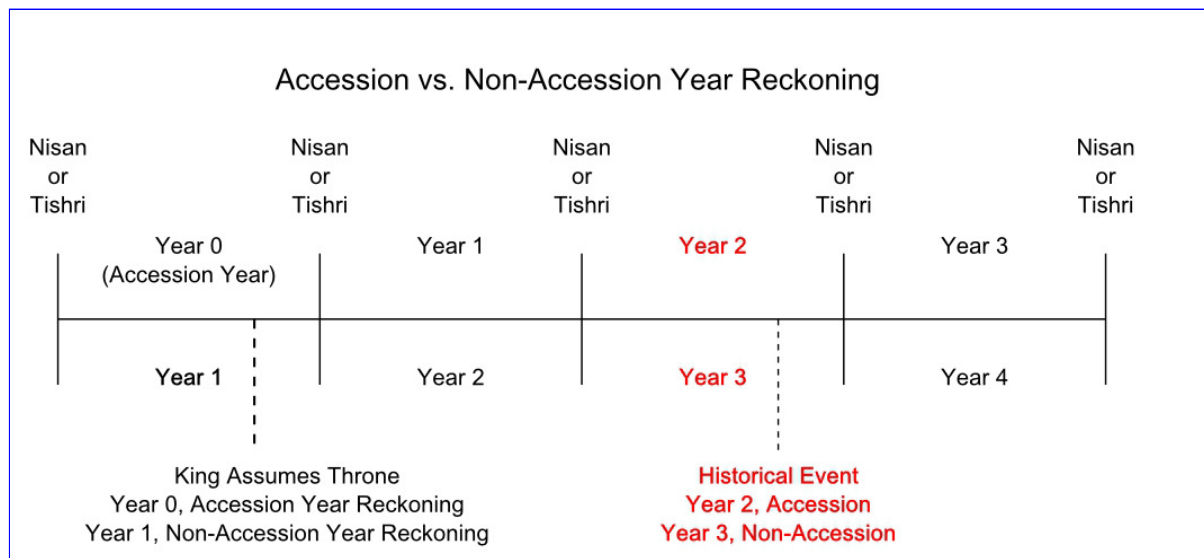 Accession vs. Non-Accession Year Reckoning
Nisan Nisan Nisan Nisan Nisan
or or or or or
Tishri Tishri Tishri Tishri Tishri
Year 0 Year 1 Year 2 Year 3
(Accession Year)
Year 1 Year 2 Year 3 Year 4
King Assumes Throne Historical Event
Year 0, Accession Year Reckoning Year 2, Accession
Year 1, Non-Accession Year Reckoning Year 3, Non-Accession